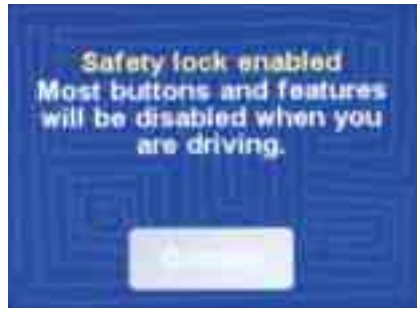 Safety lock enabled
Most buttons and features
will be disabled when you
are driving.